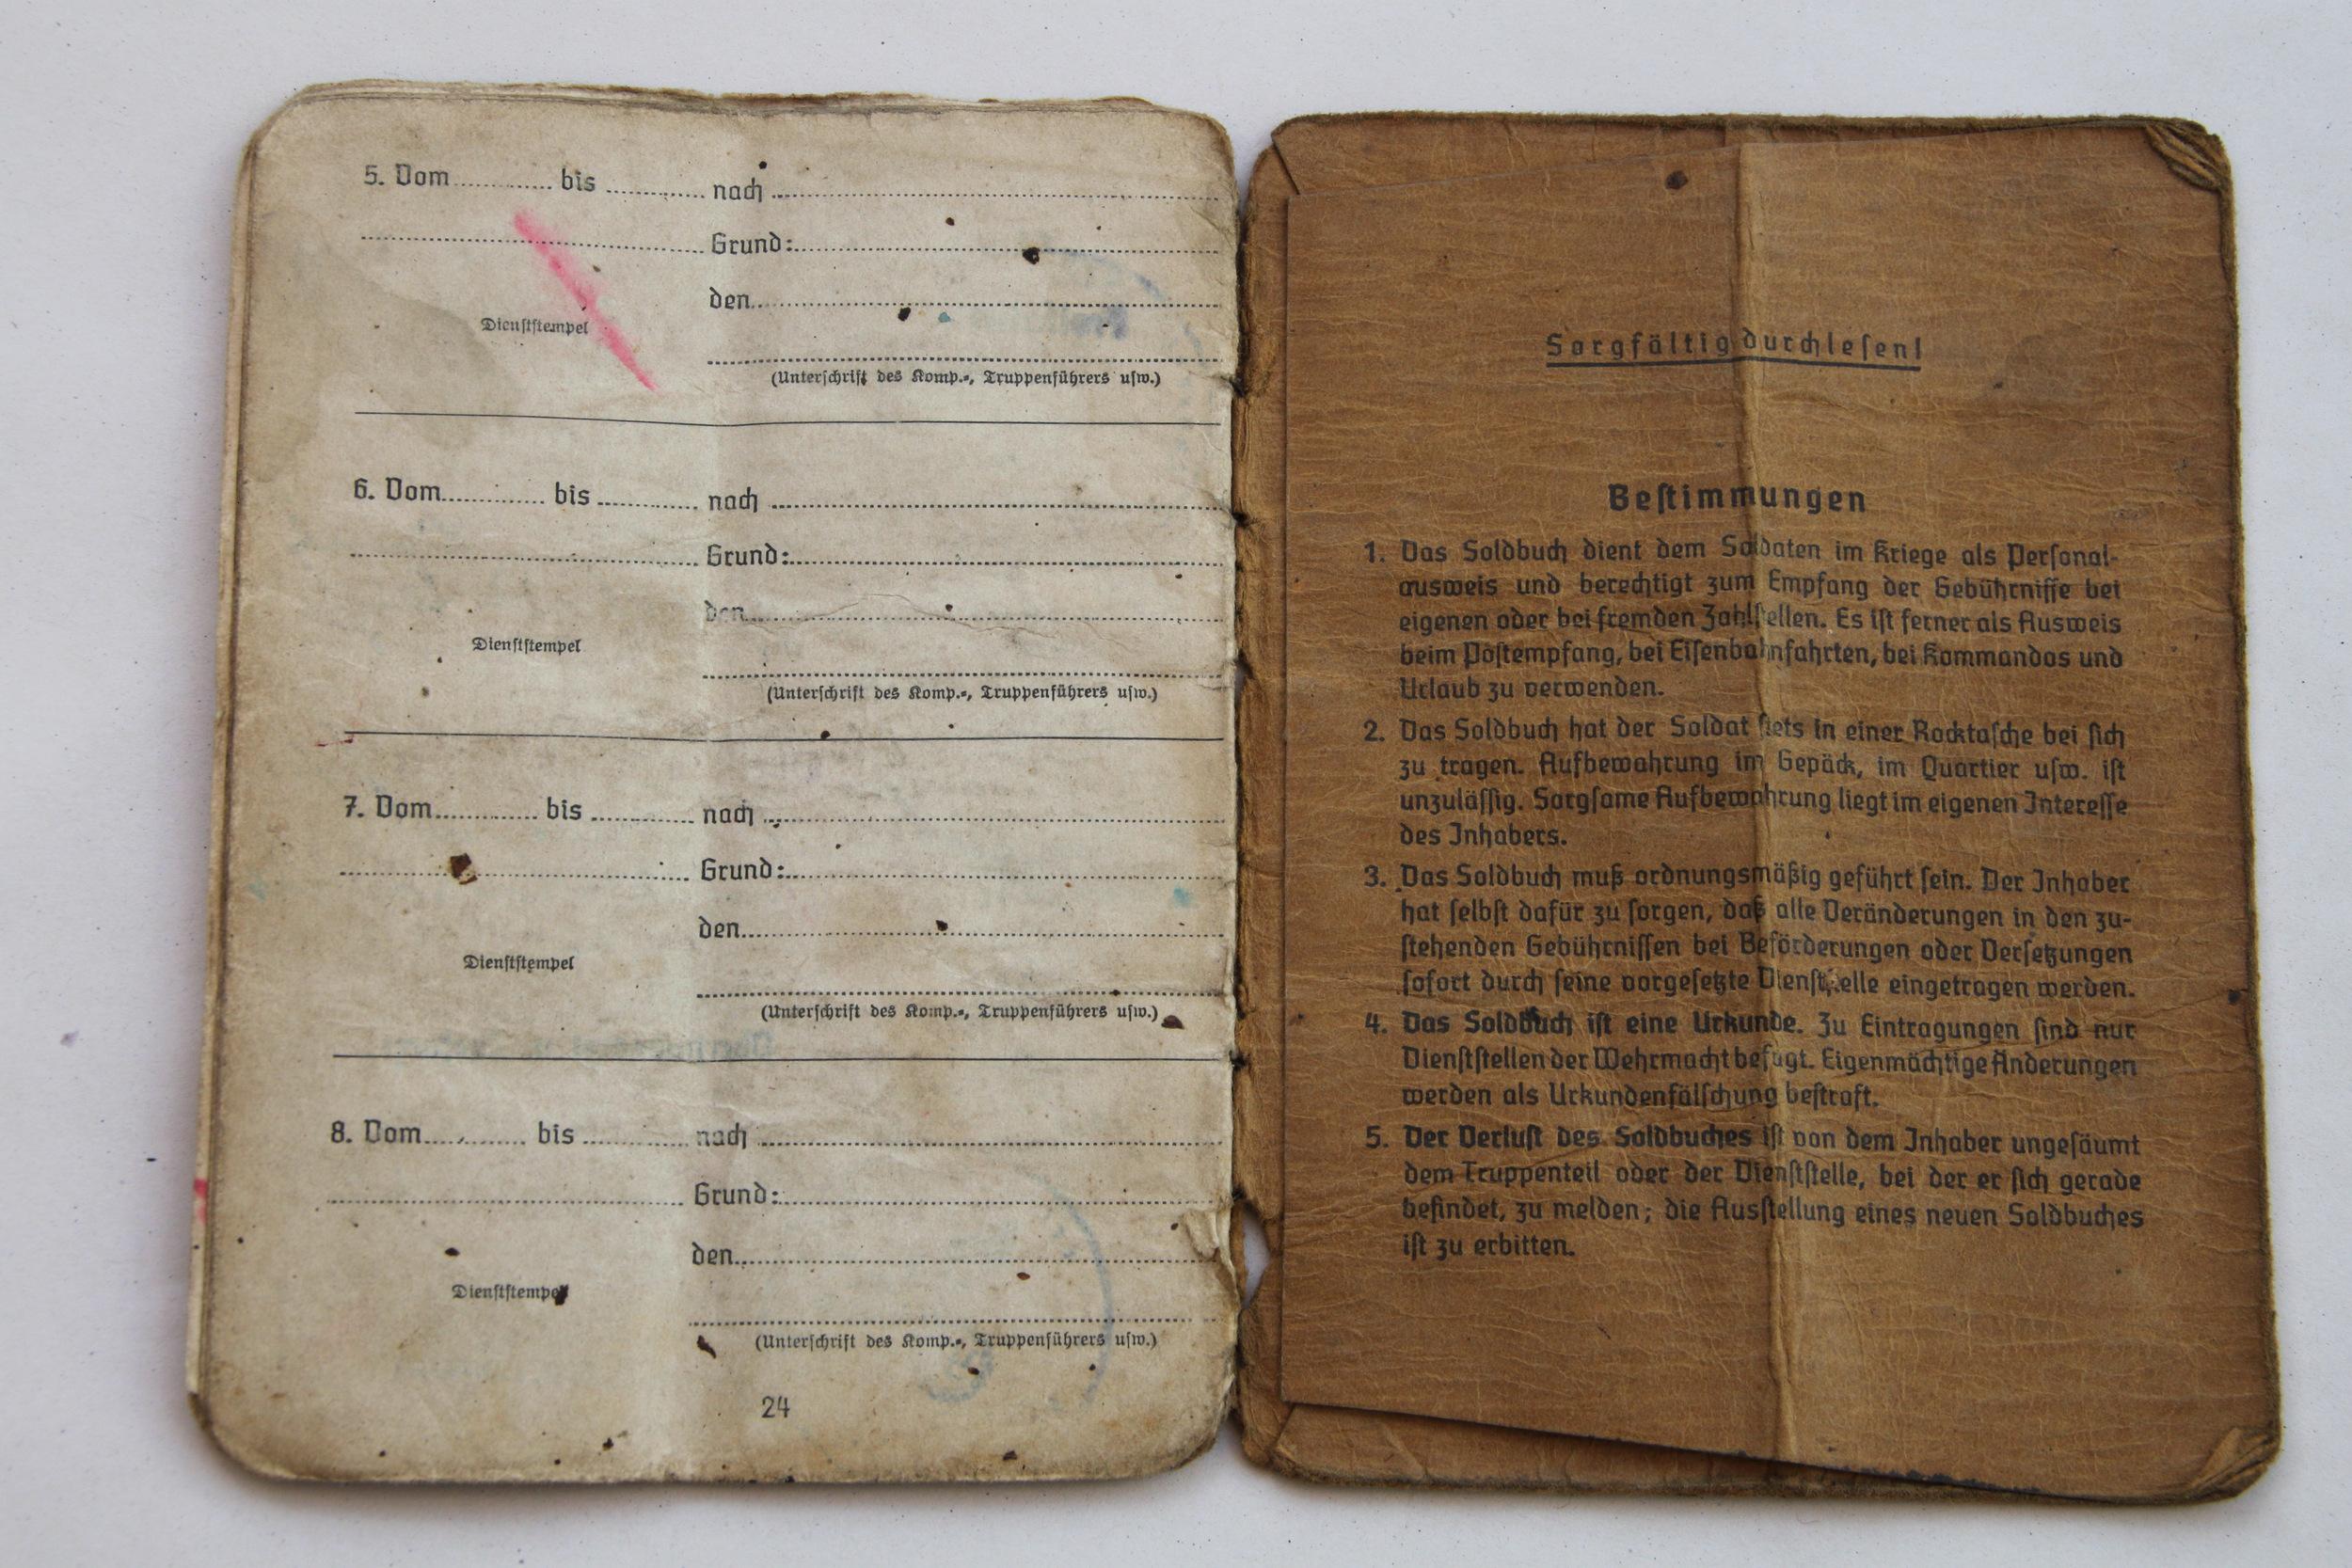 5. Vom.......... bis .......... nach ..........
Grund: ..........
den ..........
Dienststempel
(Unterschrift des Komp.-, Truppenführers usw.)
6. Vom.......... bis .......... nach ..........
Grund: ..........
den ..........
Dienststempel
(Unterschrift des Komp.-, Truppenführers usw.)
7. Vom.......... bis .......... nach ..........
Grund: ..........
den ..........
Dienststempel
(Unterschrift des Komp.-, Truppenführers usw.)
8. Vom.......... bis .......... nach ..........
Grund: ..........
den ..........
Dienststempel
(Unterschrift des Komp.-, Truppenführers usw.)
24
Sorgfältig durchlesen!
Bestimmungen
1. Das Soldbuch dient dem Soldaten im Kriege als Personal-
ausweis und berechtigt zum Empfang der Gebührnisse bei
eigenen oder bei fremden Zahlstellen. Es ist ferner als Ausweis
beim Postempfang, bei Eisenbahnfahrten, bei Kommandos und
Urlaub zu verwenden.
2. Das Soldbuch hat der Soldat stets in einer Rocktasche bei sich
zu tragen. Aufbewahrung im Gepäck, im Quartier usw. ist
unzulässig. Sorgsame Aufbewahrung liegt im eigenen Interesse
des Inhabers.
3. Das Soldbuch muß ordnungsmäßig geführt sein. Der Inhaber
hat selbst dafür zu sorgen, daß alle Veränderungen in den zu-
stehenden Gebührnissen bei Beförderungen oder Versetzungen
sofort durch seine vorgesetzte Dienststelle eingetragen werden.
4. Das Soldbuch ist eine Urkunde. Zu Eintragungen sind nur
Dienststellen der Wehrmacht befugt. Eigenmächtige Änderungen
werden als Urkundenfälschung bestraft.
5. Der Verlust des Soldbuches ist von dem Inhaber ungesäumt
dem Truppenteil oder der Dienststelle, bei der er sich gerade
befindet, zu melden; die Ausstellung eines neuen Soldbuches
ist zu erbitten.